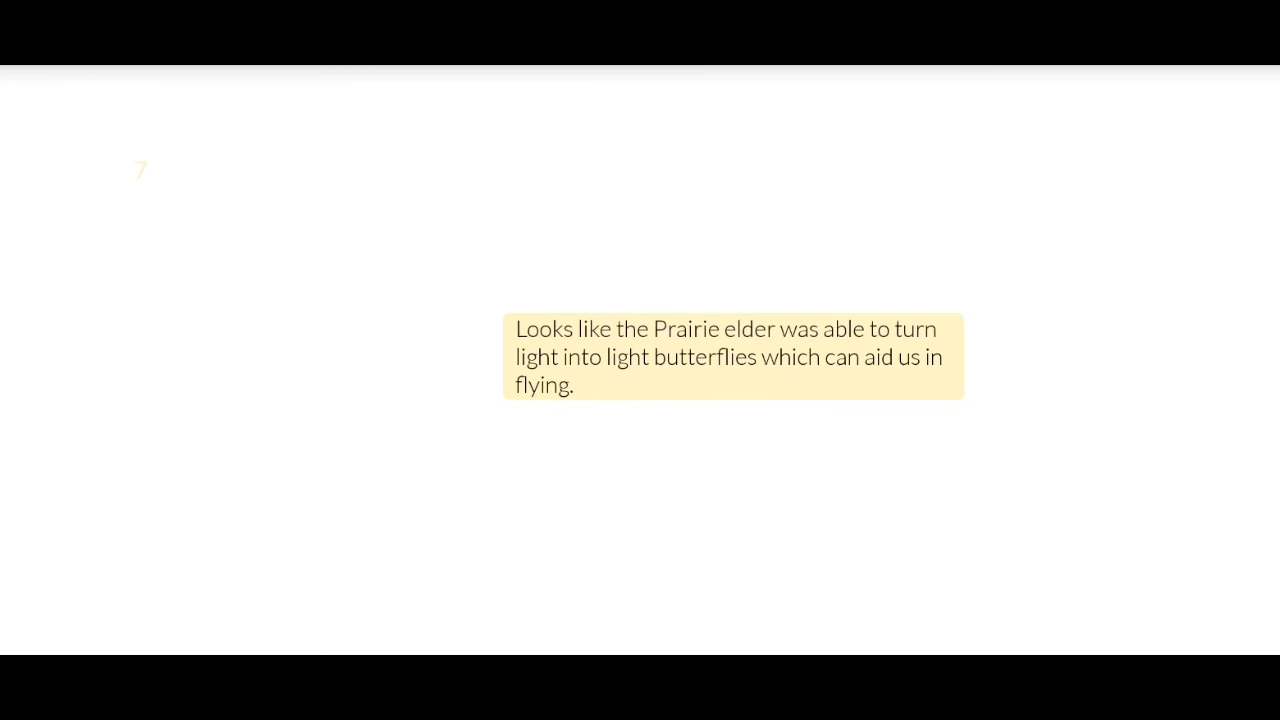 7
Looks like the Prairie elder was able to turn
light into light butterflies which can aid us in
flying.